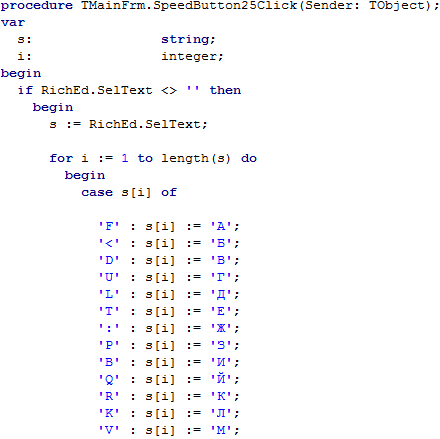 procedure TMainFrm.SpeedButton25Click(Sender: TObject);
var
  s:                string;
  i:                integer;
begin
  if RichEd.SelText <> '' then
    begin
      s := RichEd.SelText;

      for i := 1 to length(s) do
        begin
          case s[i] of

            'F' : s[i] := 'А';
            '<' : s[i] := 'Б';
            'D' : s[i] := 'В';
            'U' : s[i] := 'Г';
            'L' : s[i] := 'Д';
            'T' : s[i] := 'Е';
            ':' : s[i] := 'Ж';
            'P' : s[i] := 'З';
            'B' : s[i] := 'И';
            'Q' : s[i] := 'Й';
            'R' : s[i] := 'К';
            'K' : s[i] := 'Л';
            'V' : s[i] := 'М';